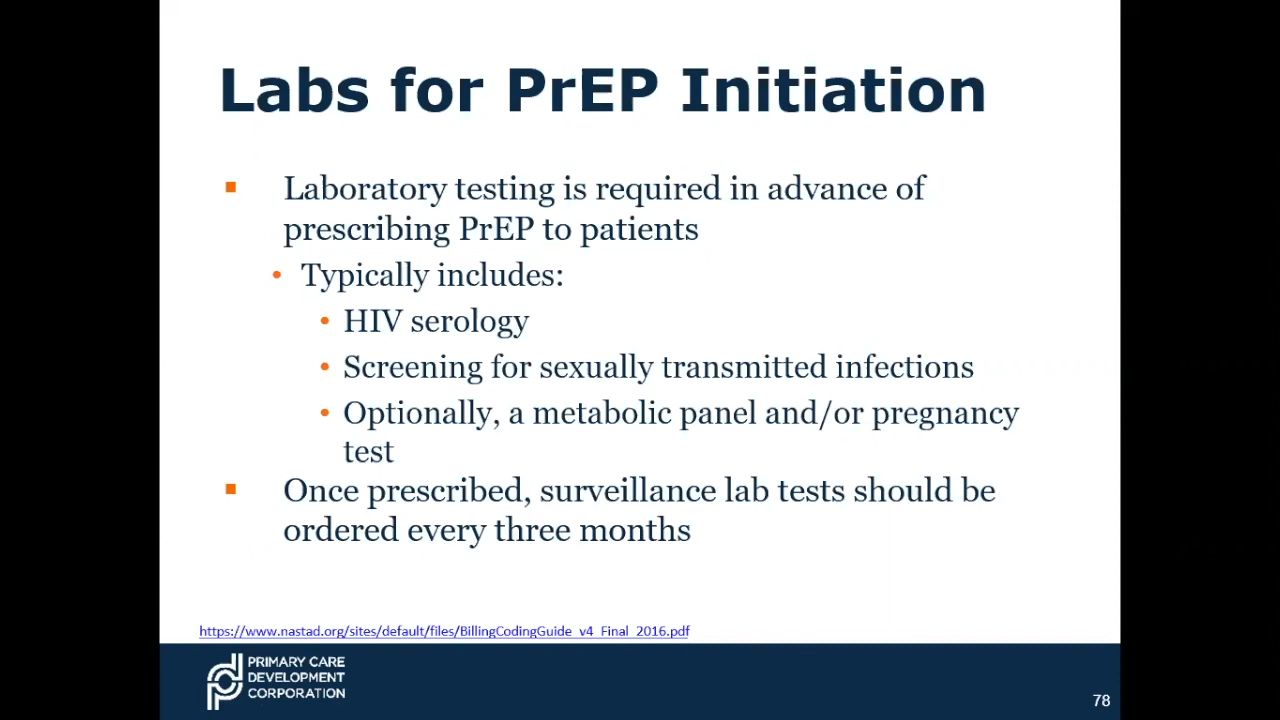 Labs for PrEP Initiation
▪ Laboratory testing is required in advance of
prescribing PrEP to patients
• Typically includes:
• HIV serology
• Screening for sexually transmitted infections
• Optionally, a metabolic panel and/or pregnancy
test
▪ Once prescribed, surveillance lab tests should be
ordered every three months
https://www.nastad.org/sites/default/files/BillingCodingGuide_v4_Final_2016.pdf
PRIMARY CARE
DEVELOPMENT
CORPORATION
78